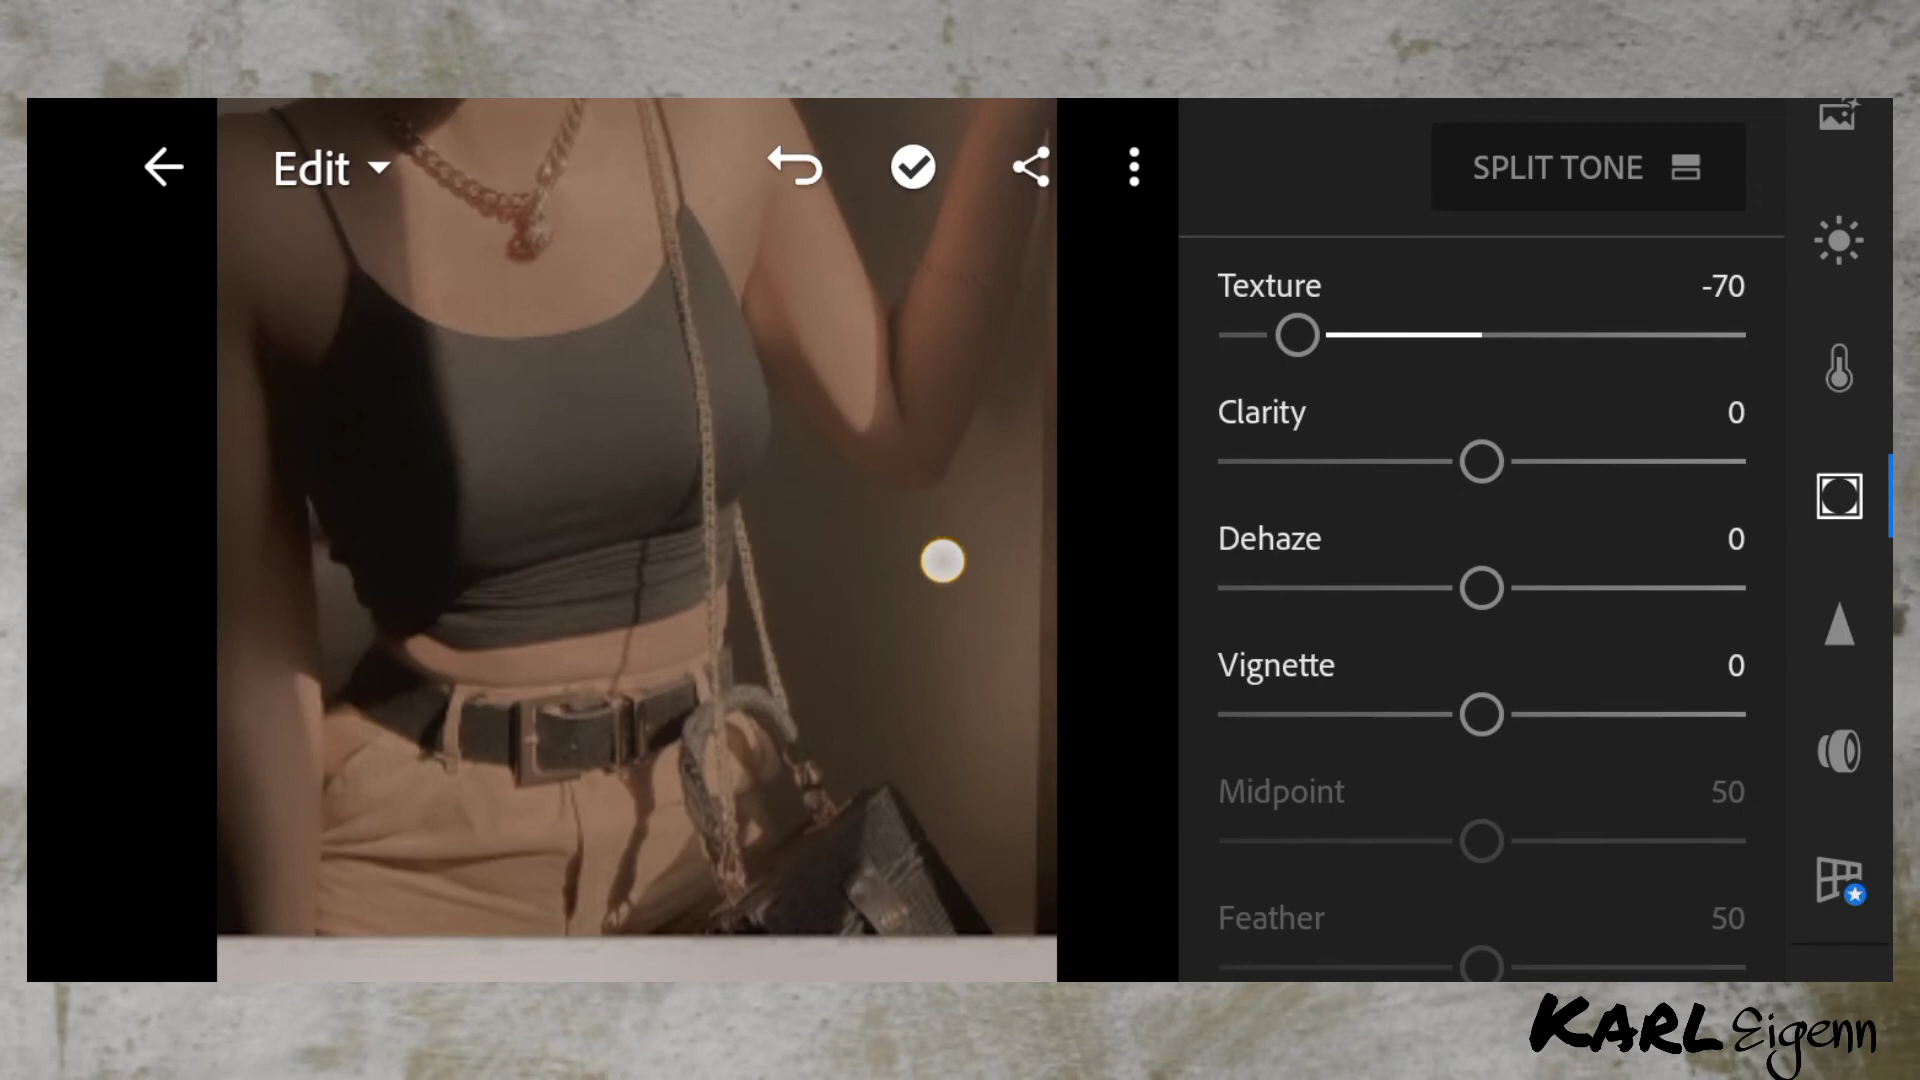 Edit
SPLIT TONE
Texture -70
Clarity 0
Dehaze 0
Vignette 0
Midpoint 50
Feather 50
KARL Eigenn